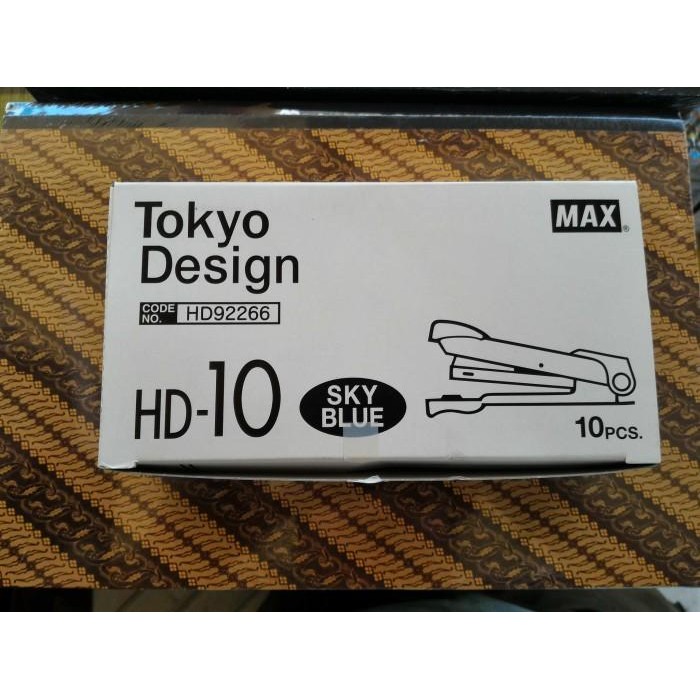 Tokyo
Design
MAX®
CODE NO. HD92266
HD-10
SKY
BLUE
10PCS.